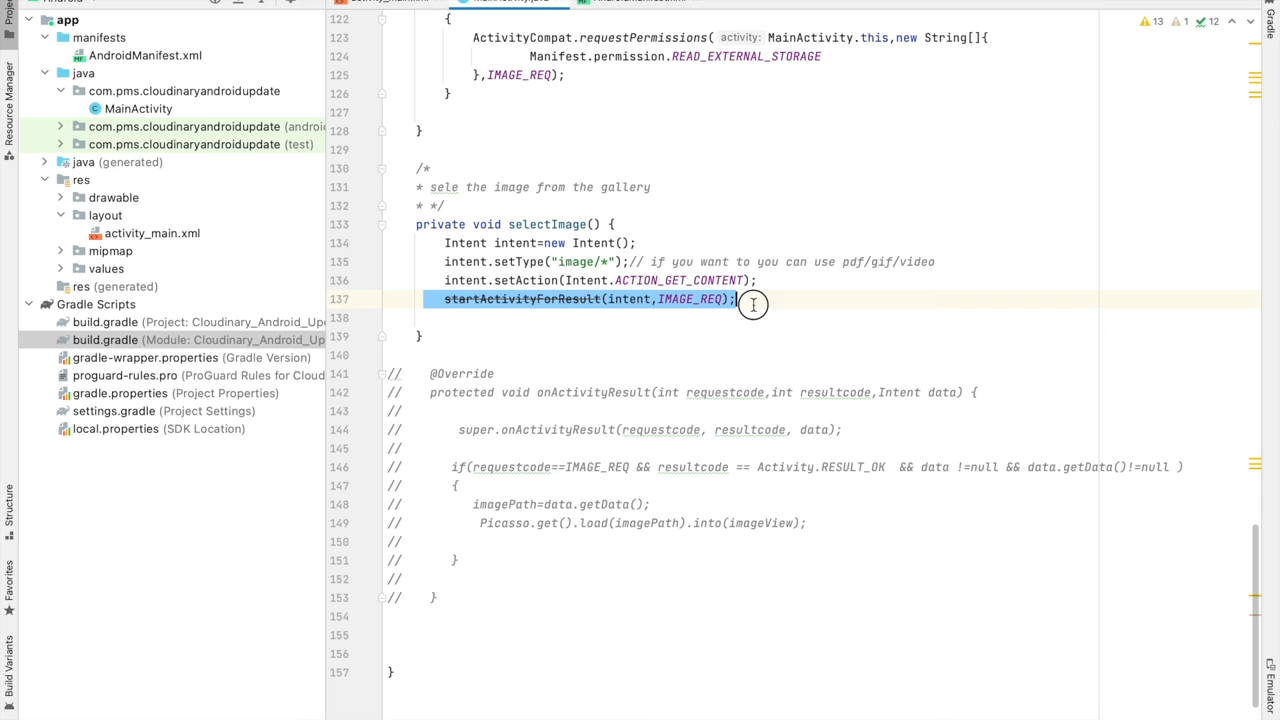 Project
Resource Manager
Structure
Favorites
Build Variants
app
manifests
AndroidManifest.xml
java
com.pms.cloudinaryandroidupdate
MainActivity
com.pms.cloudinaryandroidupdate (androi
com.pms.cloudinaryandroidupdate (test)
java (generated)
res
drawable
layout
activity_main.xml
mipmap
values
res (generated)
Gradle Scripts
build.gradle (Project: Cloudinary_Android_Upd
build.gradle (Module: Cloudinary_Android_Up
gradle-wrapper.properties (Gradle Version)
proguard-rules.pro (ProGuard Rules for Cloud
gradle.properties (Project Properties)
settings.gradle (Project Settings)
local.properties (SDK Location)
13 1 12
122 {
123 ActivityCompat.requestPermissions( activity: MainActivity.this,new String[]{
124 Manifest.permission.READ_EXTERNAL_STORAGE
125 },IMAGE_REQ);
126 }
127
128 }
129
130 /*
131 * sele the image from the gallery
132 * */
133 private void selectImage() {
134 Intent intent=new Intent();
135 intent.setType("image/*");// if you want to you can use pdf/gif/video
136 intent.setAction(Intent.ACTION_GET_CONTENT);
137 startActivityForResult(intent,IMAGE_REQ);
138
139 }
140
141 // @Override
142 // protected void onActivityResult(int requestcode,int resultcode,Intent data) {
143 //
144 // super.onActivityResult(requestcode, resultcode, data);
145 //
146 // if(requestcode==IMAGE_REQ && resultcode == Activity.RESULT_OK && data !=null && data.getData()!=null )
147 // {
148 // imagePath=data.getData();
149 // Picasso.get().load(imagePath).into(imageView);
150 //
151 // }
152 //
153 // }
154
155
156
157 }
Gradle
Emulator